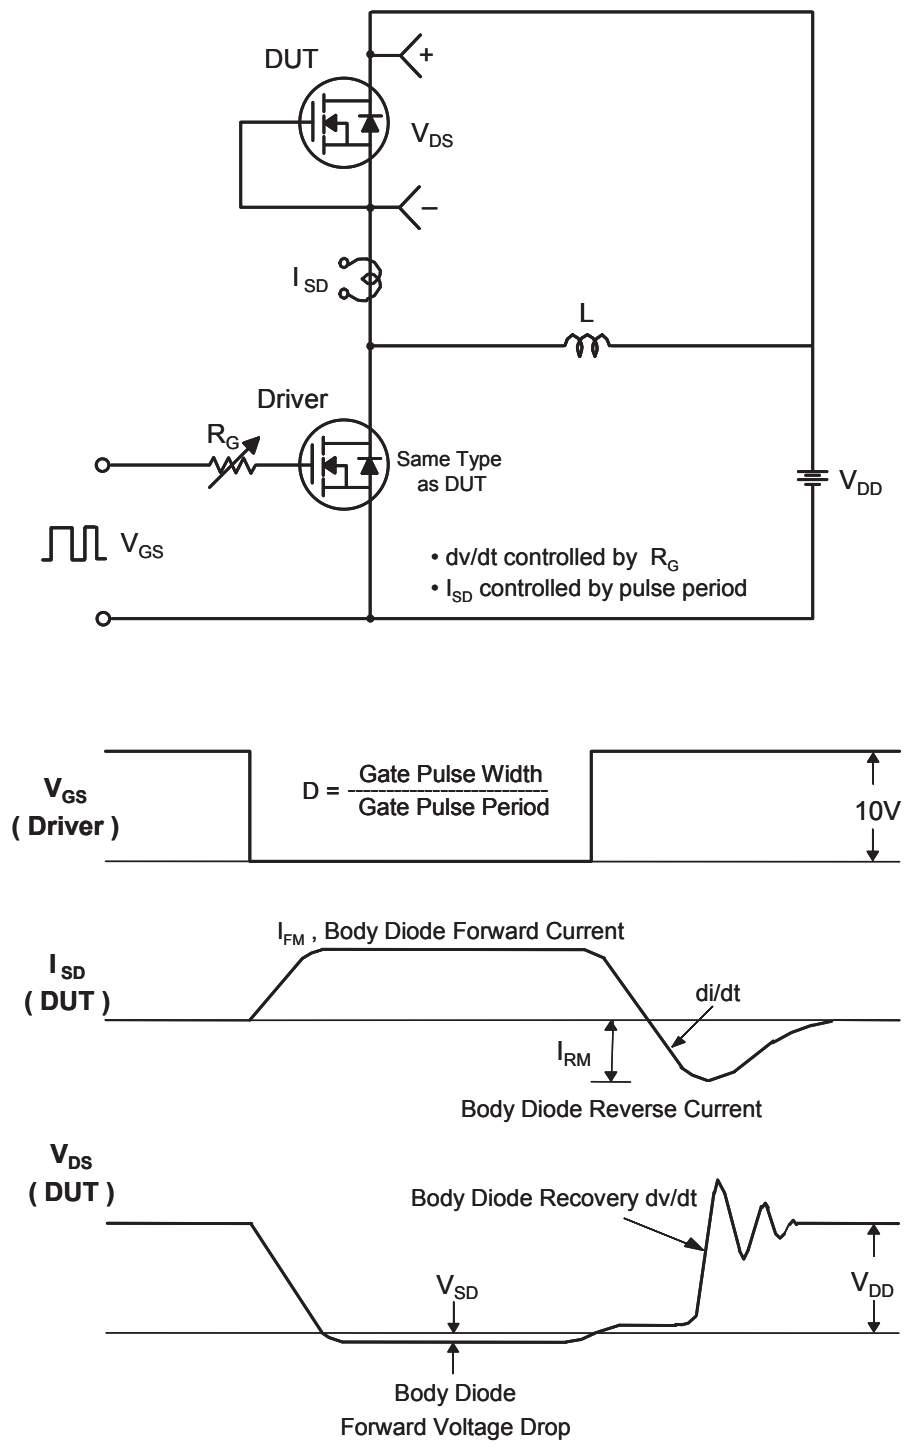 DUT
+
V_DS
−
I_SD
L
Driver
R_G
Same Type
as DUT
V_DD
V_GS
• dv/dt controlled by R_G
• I_SD controlled by pulse period
V_GS
( Driver )
D = Gate Pulse Width
Gate Pulse Period
10V
I_FM , Body Diode Forward Current
I_SD
( DUT )
di/dt
I_RM
Body Diode Reverse Current
V_DS
( DUT )
Body Diode Recovery dv/dt
V_SD
V_DD
Body Diode
Forward Voltage Drop